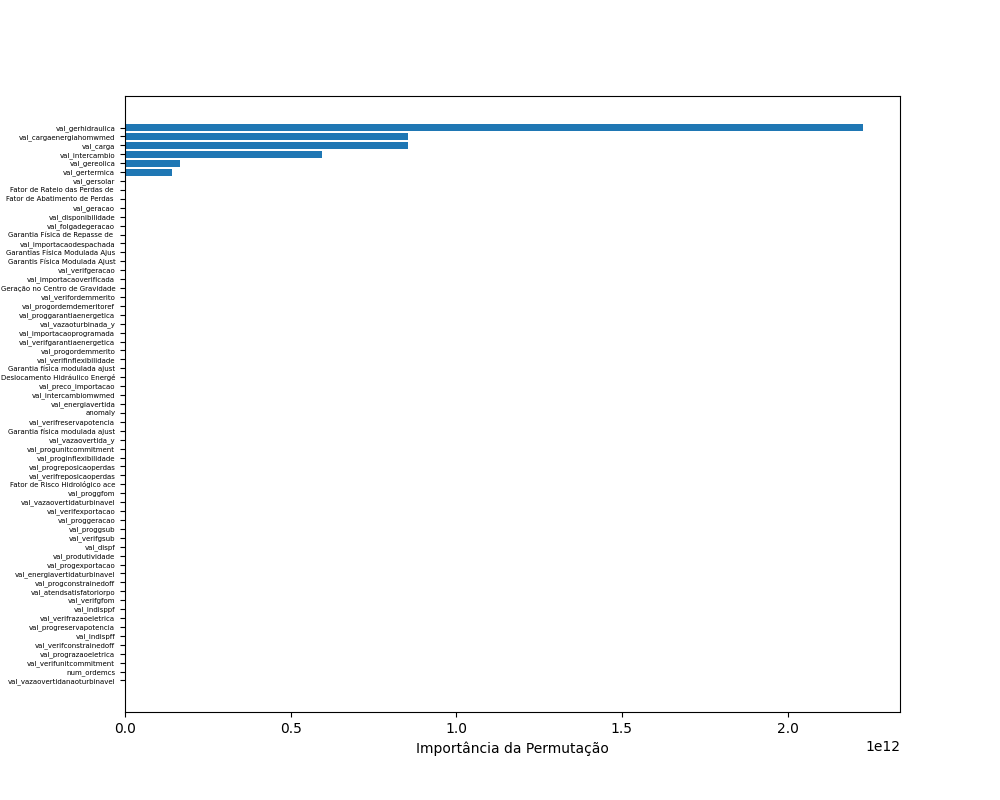 val_gerhidraulica
val_cargaenergiahomwmed
val_carga
val_intercambio
val_gereolica
val_gertermica
val_gersolar
Fator de Rateio das Perdas de
Fator de Abatimento de Perdas
val_geracao
val_disponibilidade
val_folgadegeracao
Garantia Física de Repasse de
val_importacaodespachada
Garantias Física Modulada Ajus
Garantis Física Modulada Ajust
val_verifgeracao
val_importacaoverificada
Geração no Centro de Gravidade
val_verifordemmerito
val_progordemdemeritoref
val_proggarantiaenergetica
val_vazaoturbinada_y
val_importacaoprogramada
val_verifgarantiaenergetica
val_progordemmerito
val_verifinflexibilidade
Garantia física modulada ajust
Deslocamento Hidráulico Energé
val_preco_importacao
val_intercambiomwmed
val_energiavertida
anomaly
val_verifreservapotencia
Garantia física modulada ajust
val_vazaovertida_y
val_progunitcommitment
val_proginflexibilidade
val_progreposicaoperdas
val_verifreposicaoperdas
Fator de Risco Hidrológico ace
val_proggfom
val_vazaovertidaturbinavel
val_verifexportacao
val_proggeracao
val_proggsub
val_verifgsub
val_dispf
val_produtividade
val_progexportacao
val_energiavertidaturbinavel
val_progconstrainedoff
val_atendsatisfatoriorpo
val_verifgfom
val_indisppf
val_verifrazaoeletrica
val_progreservapotencia
val_indispff
val_verifconstrainedoff
val_prograzaoeletrica
val_verifunitcommitment
num_ordemcs
val_vazaovertidanaoturbinavel
0.0 0.5 1.0 1.5 2.0
1e12
Importância da Permutação